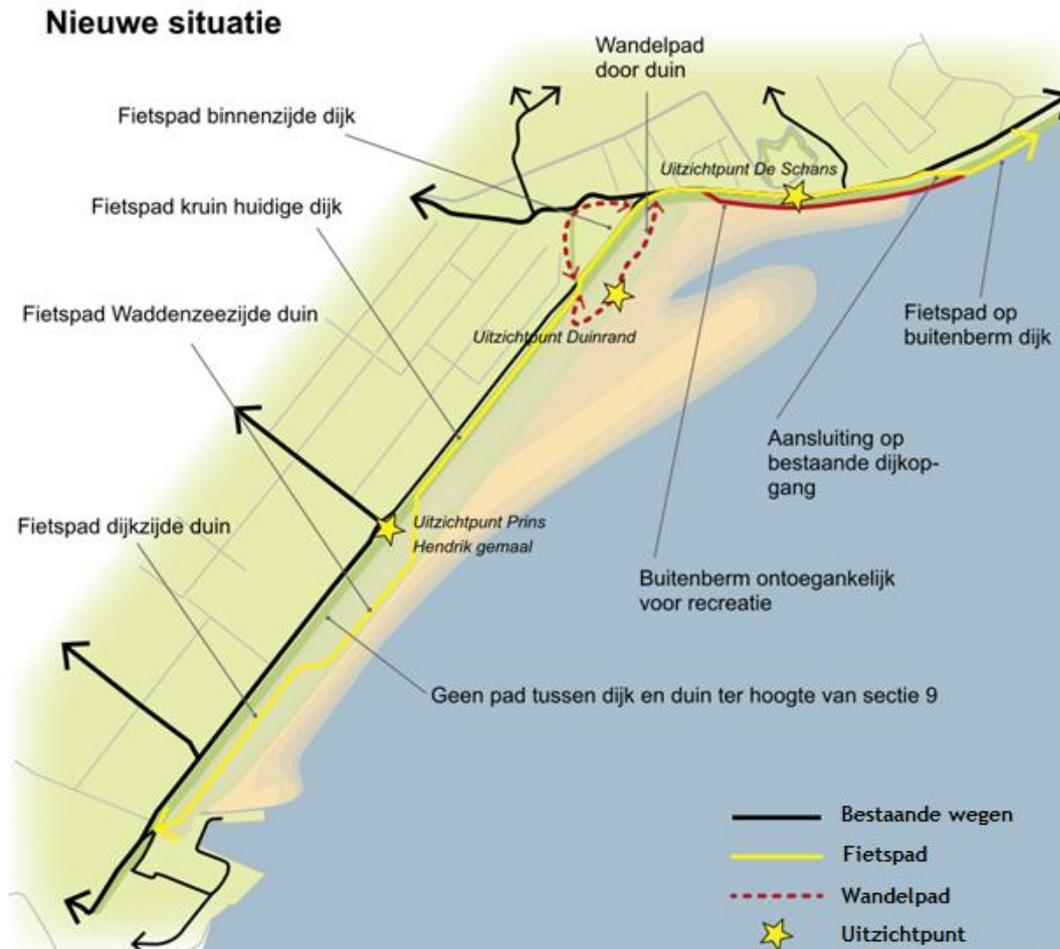 Nieuwe situatie
Wandelpad
door duin
Fietspad binnenzijde dijk
Uitzichtpunt De Schans
Fietspad kruin huidige dijk
Fietspad Waddenzeezijde duin
Uitzichtpunt Duinrand
Fietspad op
buitenberm dijk
Aansluiting op
bestaande dijkop-
gang
Fietspad dijkzijde duin
Uitzichtpunt Prins
Hendrik gemaal
Buitenberm ontoegankelijk
voor recreatie
Geen pad tussen dijk en duin ter hoogte van sectie 9
Bestaande wegen
Fietspad
Wandelpad
Uitzichtpunt